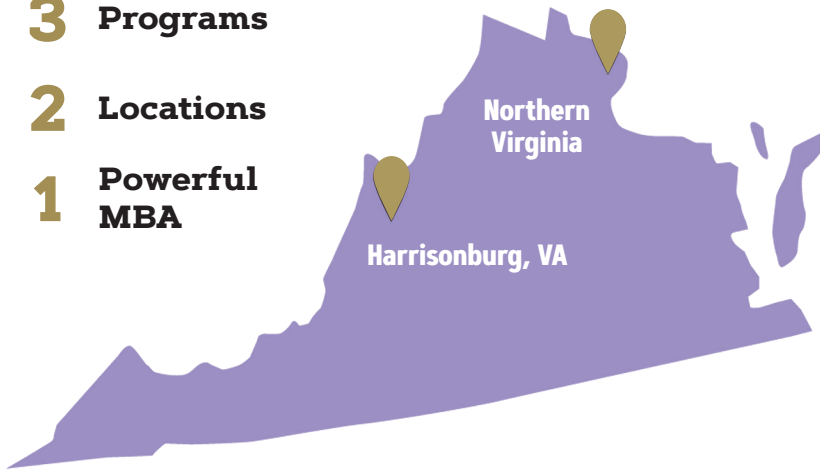 3 Programs
2 Locations
1 Powerful
MBA
Northern
Virginia
Harrisonburg, VA